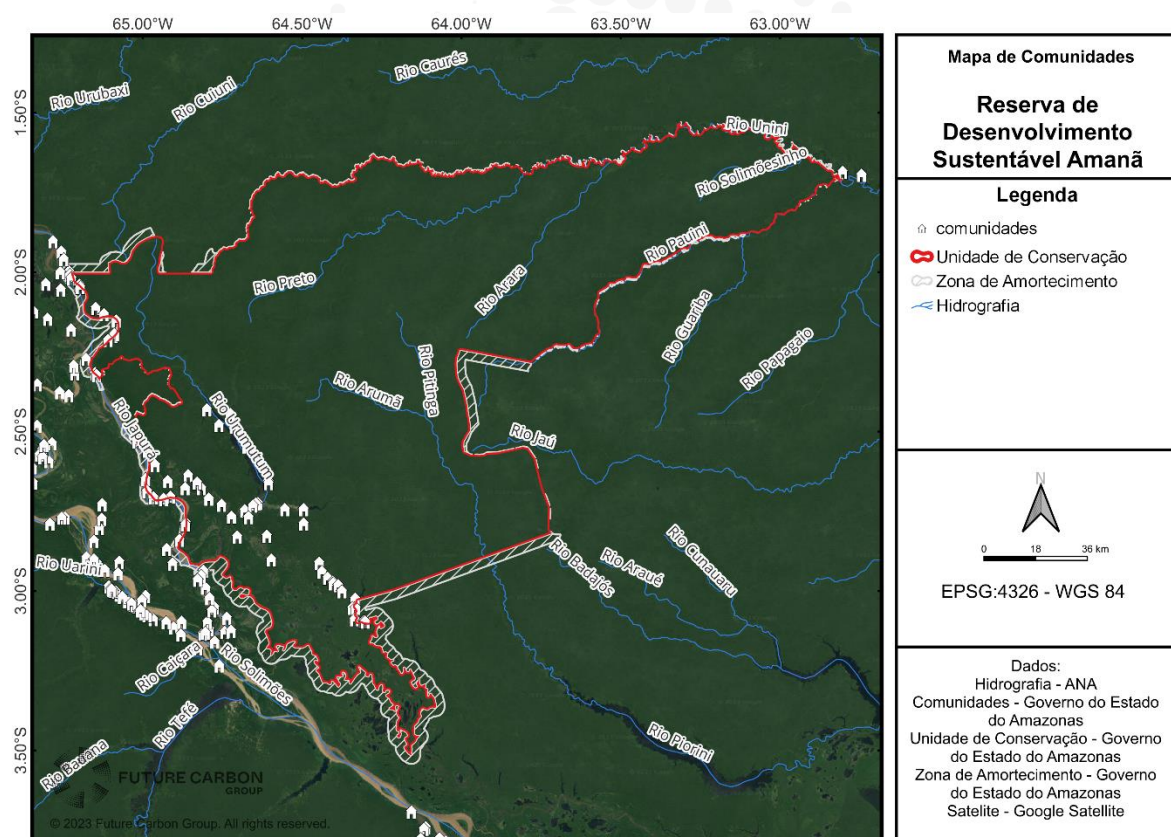 65.00°W
64.50°W
64.00°W
63.50°W
63.00°W
1.50°S
2.00°S
2.50°S
3.00°S
3.50°S
Rio Urubaxi
Rio Cuiuni
Rio Caurés
Rio Unini
Rio Solimõesinho
Rio Pauini
Rio Preto
Rio Arara
Rio Guariba
Rio Papagaio
Rio Pitinga
Rio Arumã
Rio Japurá
Rio Urumutum
Rio Jaú
Rio Badajós
Rio Araué
Rio Cunauaru
Rio Uarini
Rio Caiçara
Rio Solimões
Rio Tefé
Rio Bauana
Rio Piorini
FUTURE CARBON
GROUP
© 2023 Future Carbon Group. All rights reserved.
Mapa de Comunidades
Reserva de
Desenvolvimento
Sustentável Amanã
Legenda
comunidades
Unidade de Conservação
Zona de Amortecimento
Hidrografia
N
0 18 36 km
EPSG:4326 - WGS 84
Dados:
Hidrografia - ANA
Comunidades - Governo do Estado
do Amazonas
Unidade de Conservação - Governo
do Estado do Amazonas
Zona de Amortecimento - Governo
do Estado do Amazonas
Satelite - Google Satellite